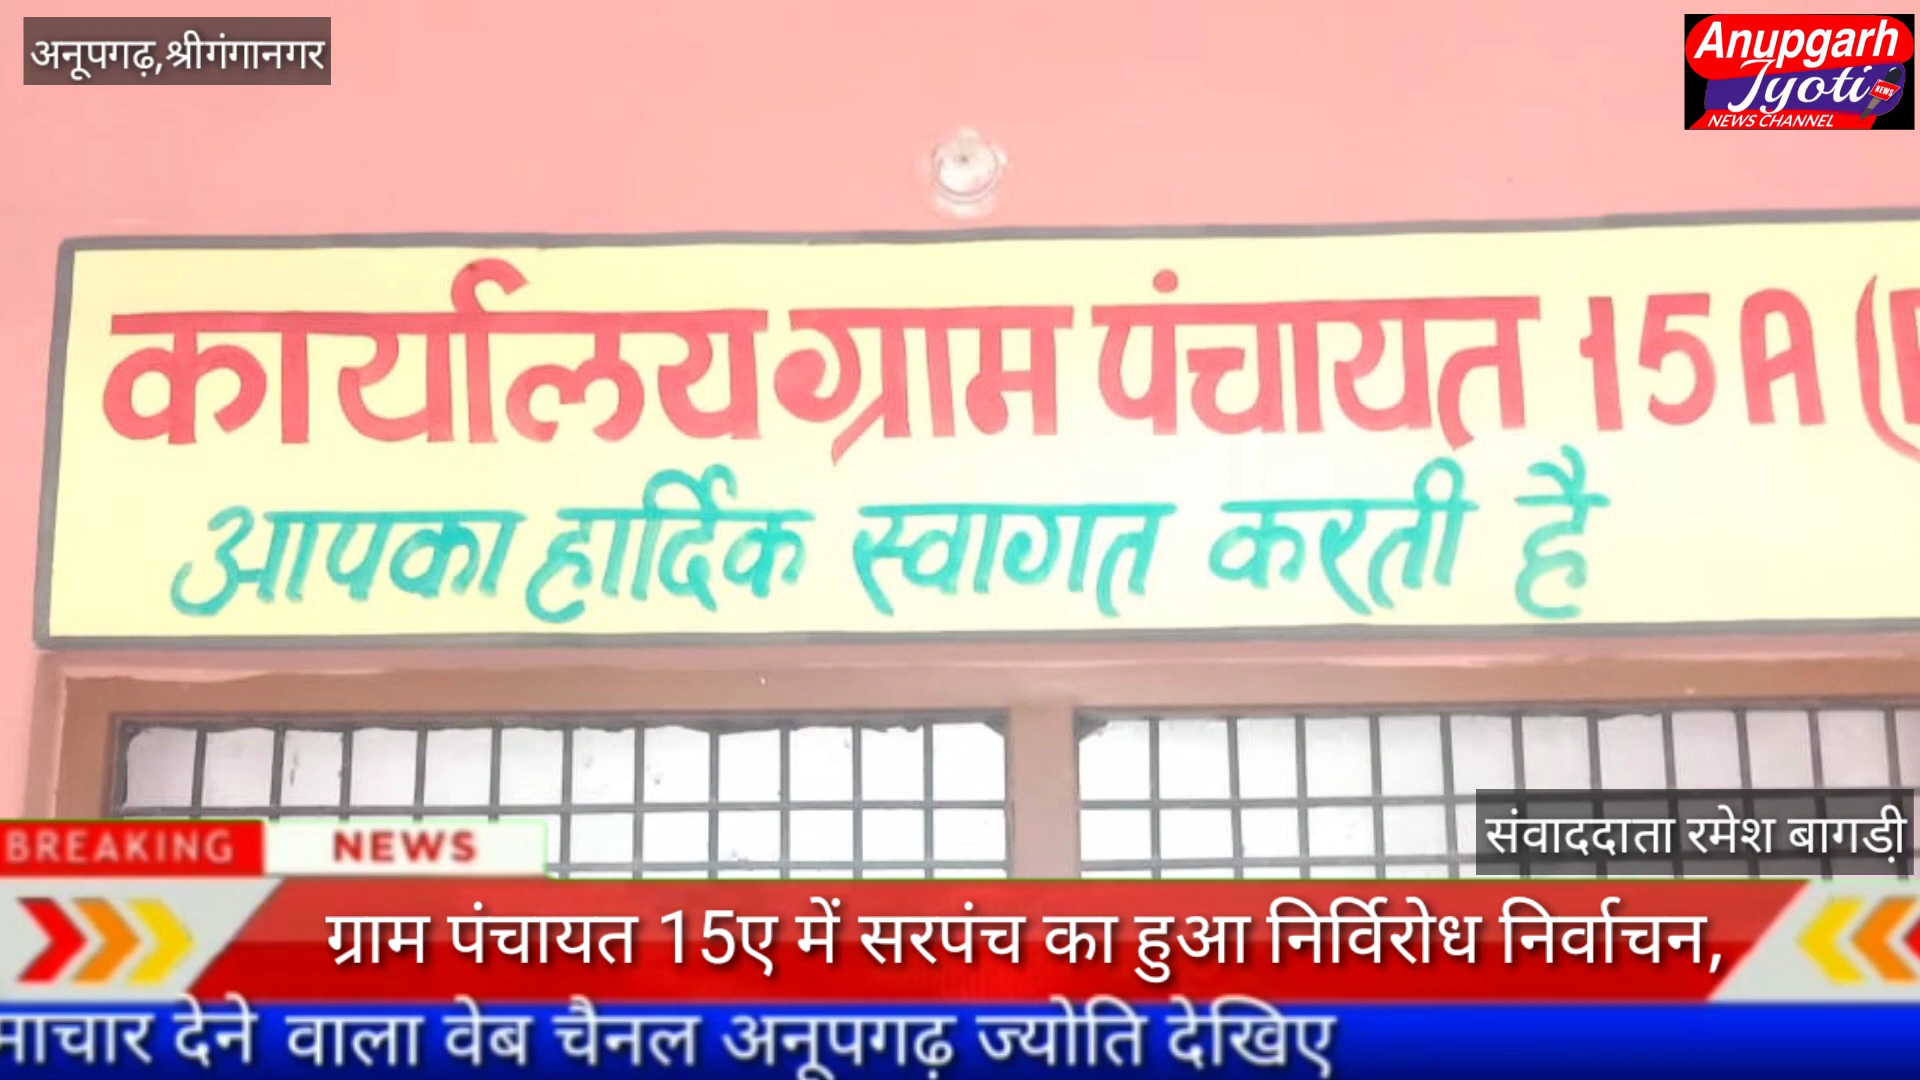 अनूपगढ़,श्रीगंगानगर
Anupgarh
Jyoti
NEWS
NEWS CHANNEL
कार्यालय ग्राम पंचायत 15A
आपका हार्दिक स्वागत करती है
संवाददाता रमेश बागडी़
BREAKING NEWS
ग्राम पंचायत 15ए में सरपंच का हुआ निर्विरोध निर्वाचन,
देने वाला वेब चैनल अनूपगढ़ ज्योति देखिए